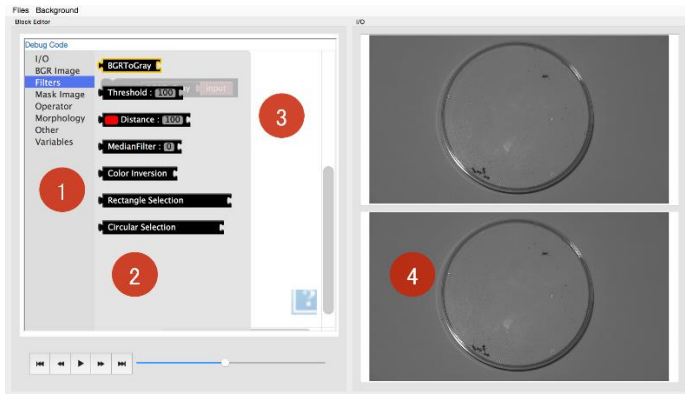 Files Background
Block Editor
I/O
Debug Code
I/O
BGR Image
Filters
Mask Image
Operator
Morphology
Other
Variables
BGRToGray
input
Threshold : 100
Distance : 100
MedianFilter : 0
Color Inversion
Rectangle Selection
Circular Selection
1
2
3
4
?